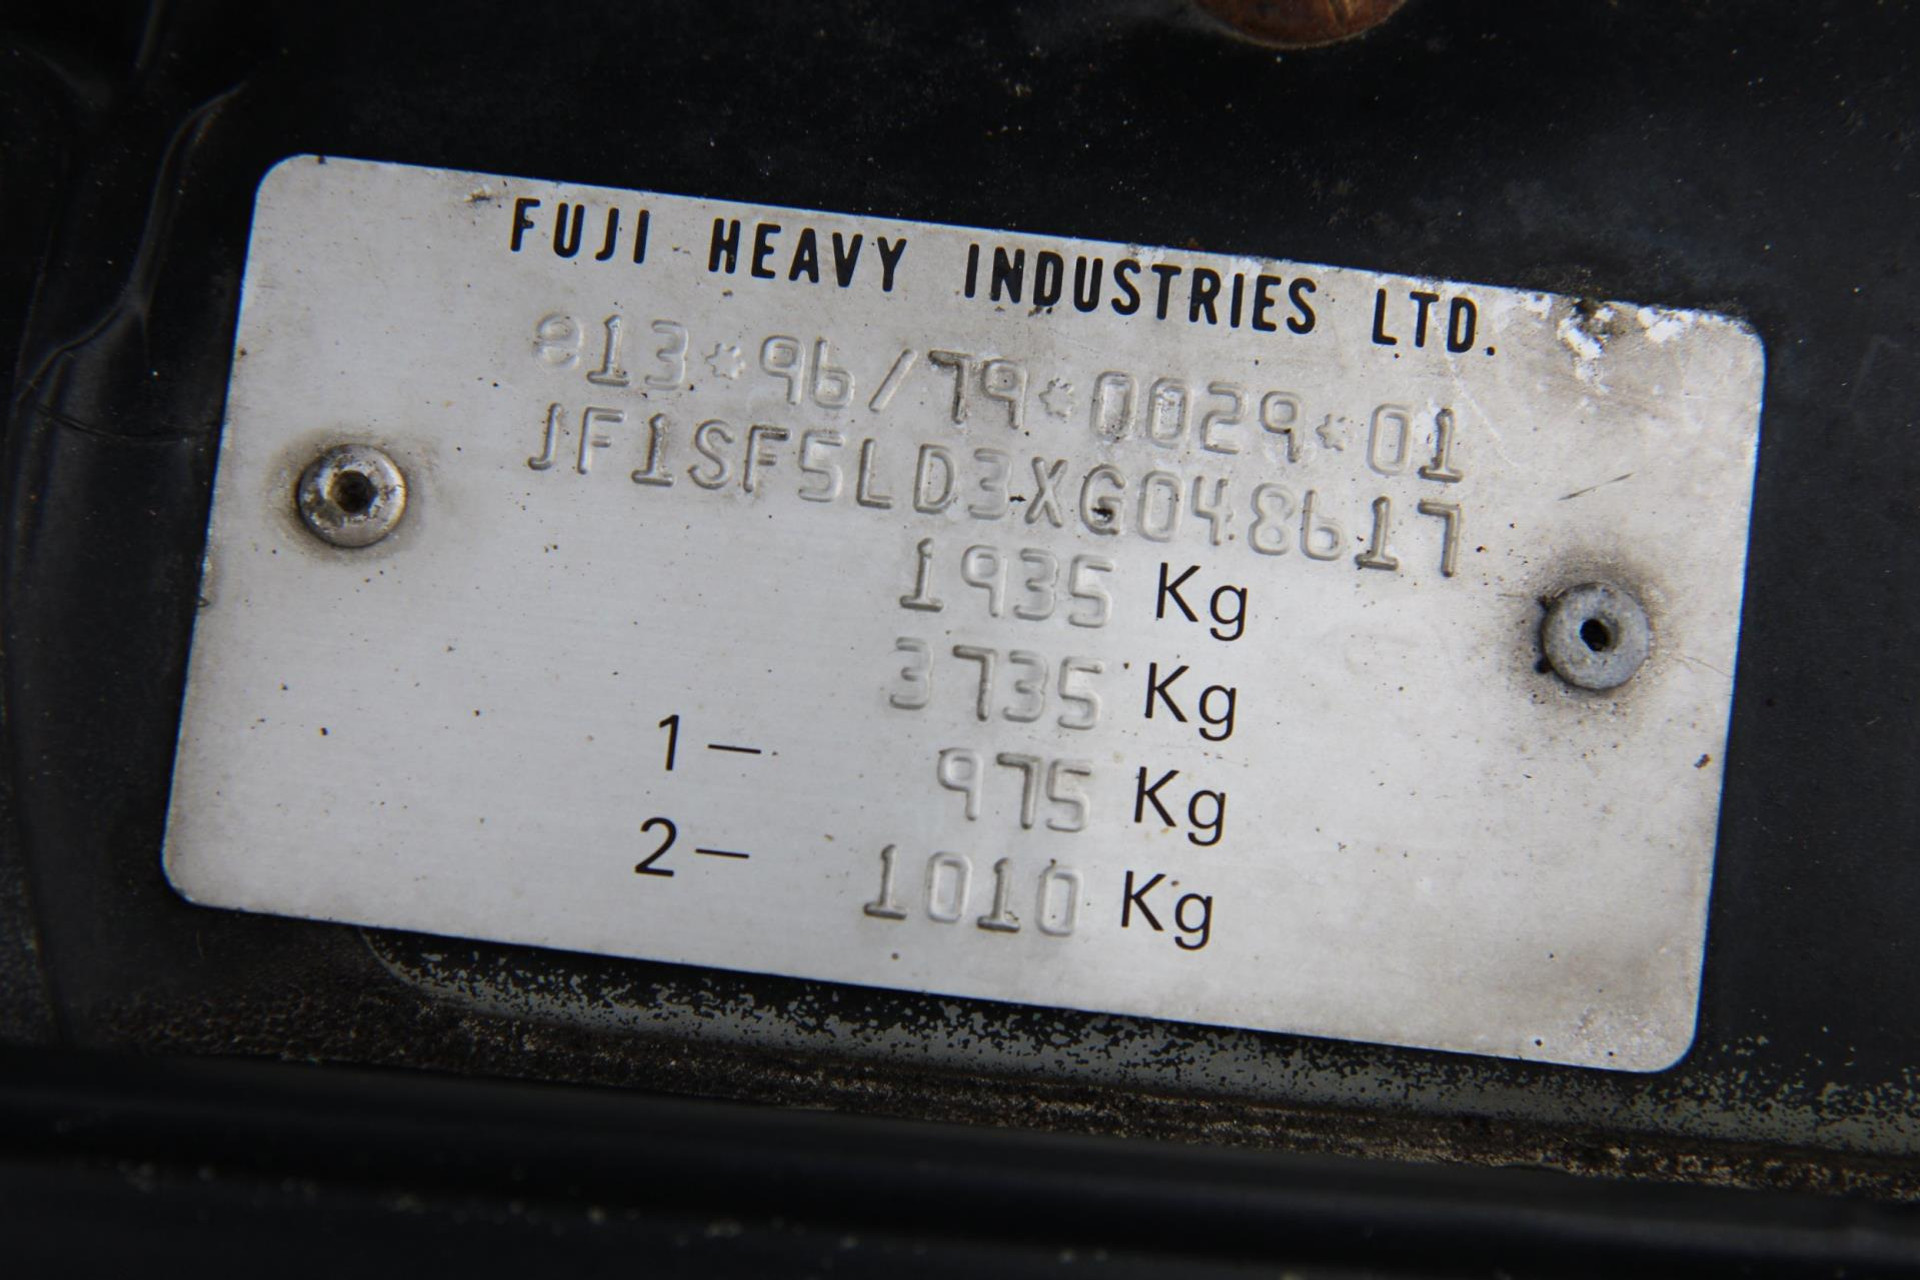 FUJI HEAVY INDUSTRIES LTD.
e13*96/79*0029*01
JF1SF5LD3XG048617
1935 Kg
3735 Kg
1— 975 Kg
2— 1010 Kg